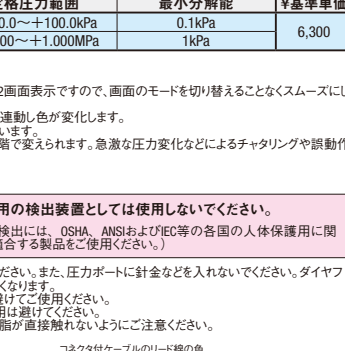 定格圧力範囲 最小分解能 ¥基準単価
0.0～＋100.0kPa 0.1kPa 6,300
00～＋1.000MPa 1kPa
2画面表示ですので、画面のモードを切り替えることなくスムーズに
連動し色が変化します。
います。
階で変えられます。急激な圧力変化などによるチャタリングや誤動作
用の検出装置としては使用しないでください。
検出には、OSHA、ANSIおよびIEC等の各国の人体保護用に関
適合する製品をご使用ください。）
ださい。また、圧力ポートに針金などを入れないでください。ダイヤフ
くなります。
避けてご使用ください。
用は避けてください。
脂が直接触れないようにご注意ください。
コネクタ付ケーブルのリード線の色